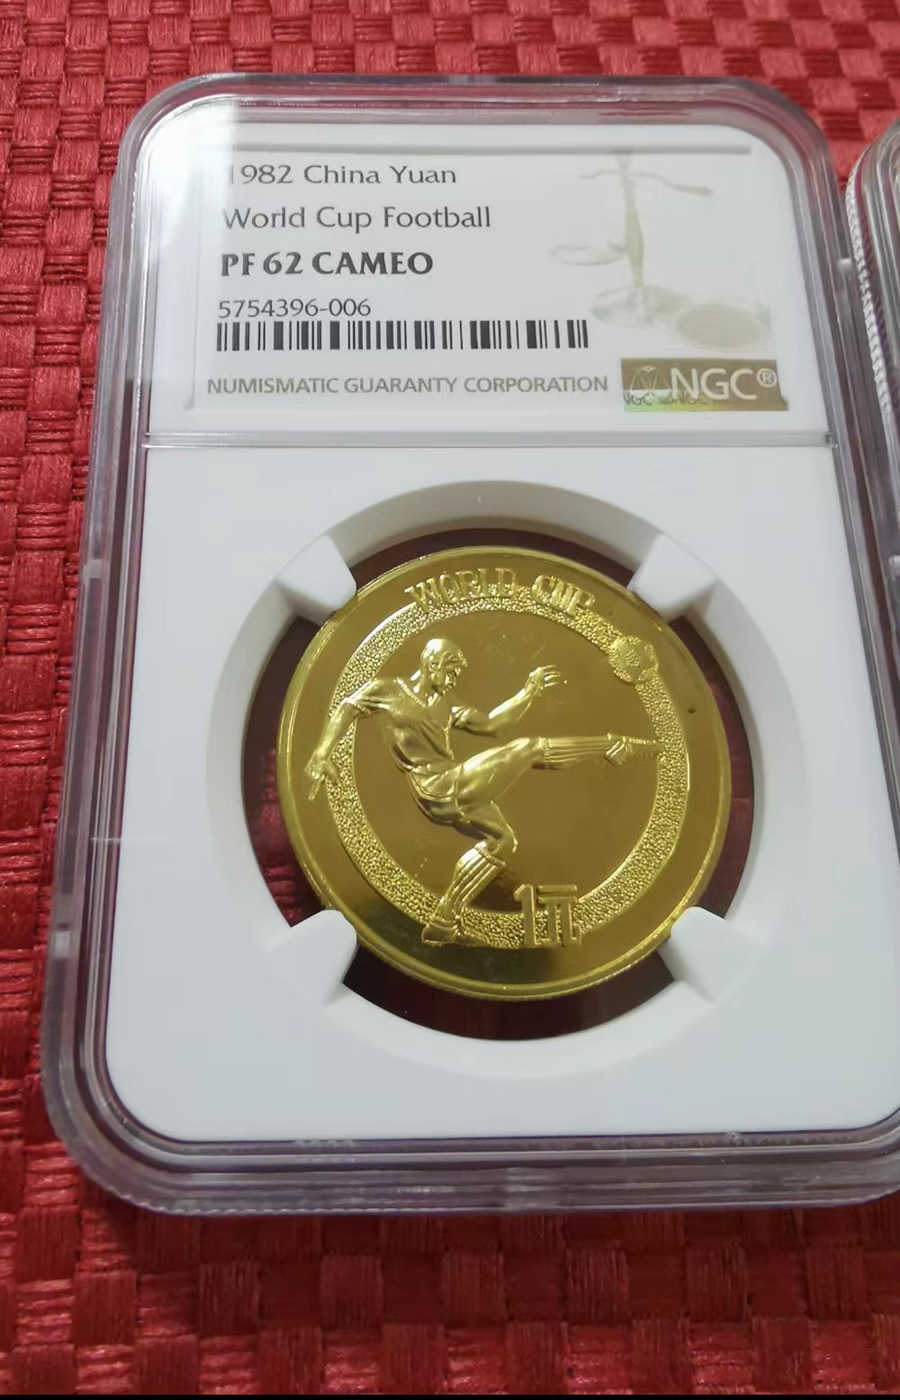 1982 China Yuan
World Cup Football
PF 62 CAMEO
5754396-006
NUMISMATIC GUARANTY CORPORATION
NGC®
WORLD CUP
1元